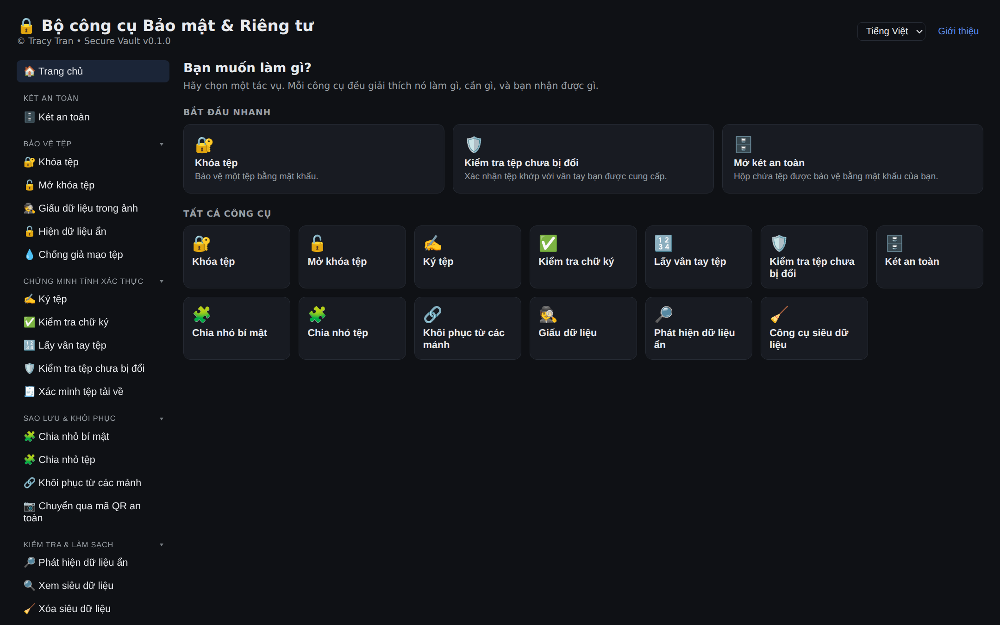 Bộ công cụ Bảo mật & Riêng tư
© Tracy Tran • Secure Vault v0.1.0
Tiếng Việt
Giới thiệu
Trang chủ
KÉT AN TOÀN
Két an toàn
BẢO VỆ TỆP
Khóa tệp
Mở khóa tệp
Giấu dữ liệu trong ảnh
Hiện dữ liệu ẩn
Chống giả mạo tệp
CHỨNG MINH TÍNH XÁC THỰC
Ký tệp
Kiểm tra chữ ký
Lấy vân tay tệp
Kiểm tra tệp chưa bị đổi
Xác minh tệp tải về
SAO LƯU & KHÔI PHỤC
Chia nhỏ bí mật
Chia nhỏ tệp
Khôi phục từ các mảnh
Chuyển qua mã QR an
toàn
KIỂM TRA & LÀM SẠCH
Phát hiện dữ liệu ẩn
Xem siêu dữ liệu
Xóa siêu dữ liệu
Bạn muốn làm gì?
Hãy chọn một tác vụ. Mỗi công cụ đều giải thích nó làm gì, cần gì, và bạn nhận được gì.
BẮT ĐẦU NHANH
Khóa tệp
Bảo vệ một tệp bằng mật khẩu.
Kiểm tra tệp chưa bị đổi
Xác nhận tệp khớp với vân tay bạn được cung cấp.
Mở két an toàn
Hộp chứa tệp được bảo vệ bằng mật khẩu của bạn.
TẤT CẢ CÔNG CỤ
Khóa tệp
Mở khóa tệp
Ký tệp
Kiểm tra chữ ký
Lấy vân tay tệp
Kiểm tra tệp chưa
bị đổi
Két an toàn
Chia nhỏ bí mật
Chia nhỏ tệp
Khôi phục từ các
mảnh
Giấu dữ liệu
Phát hiện dữ liệu
ẩn
Công cụ siêu dữ
liệu